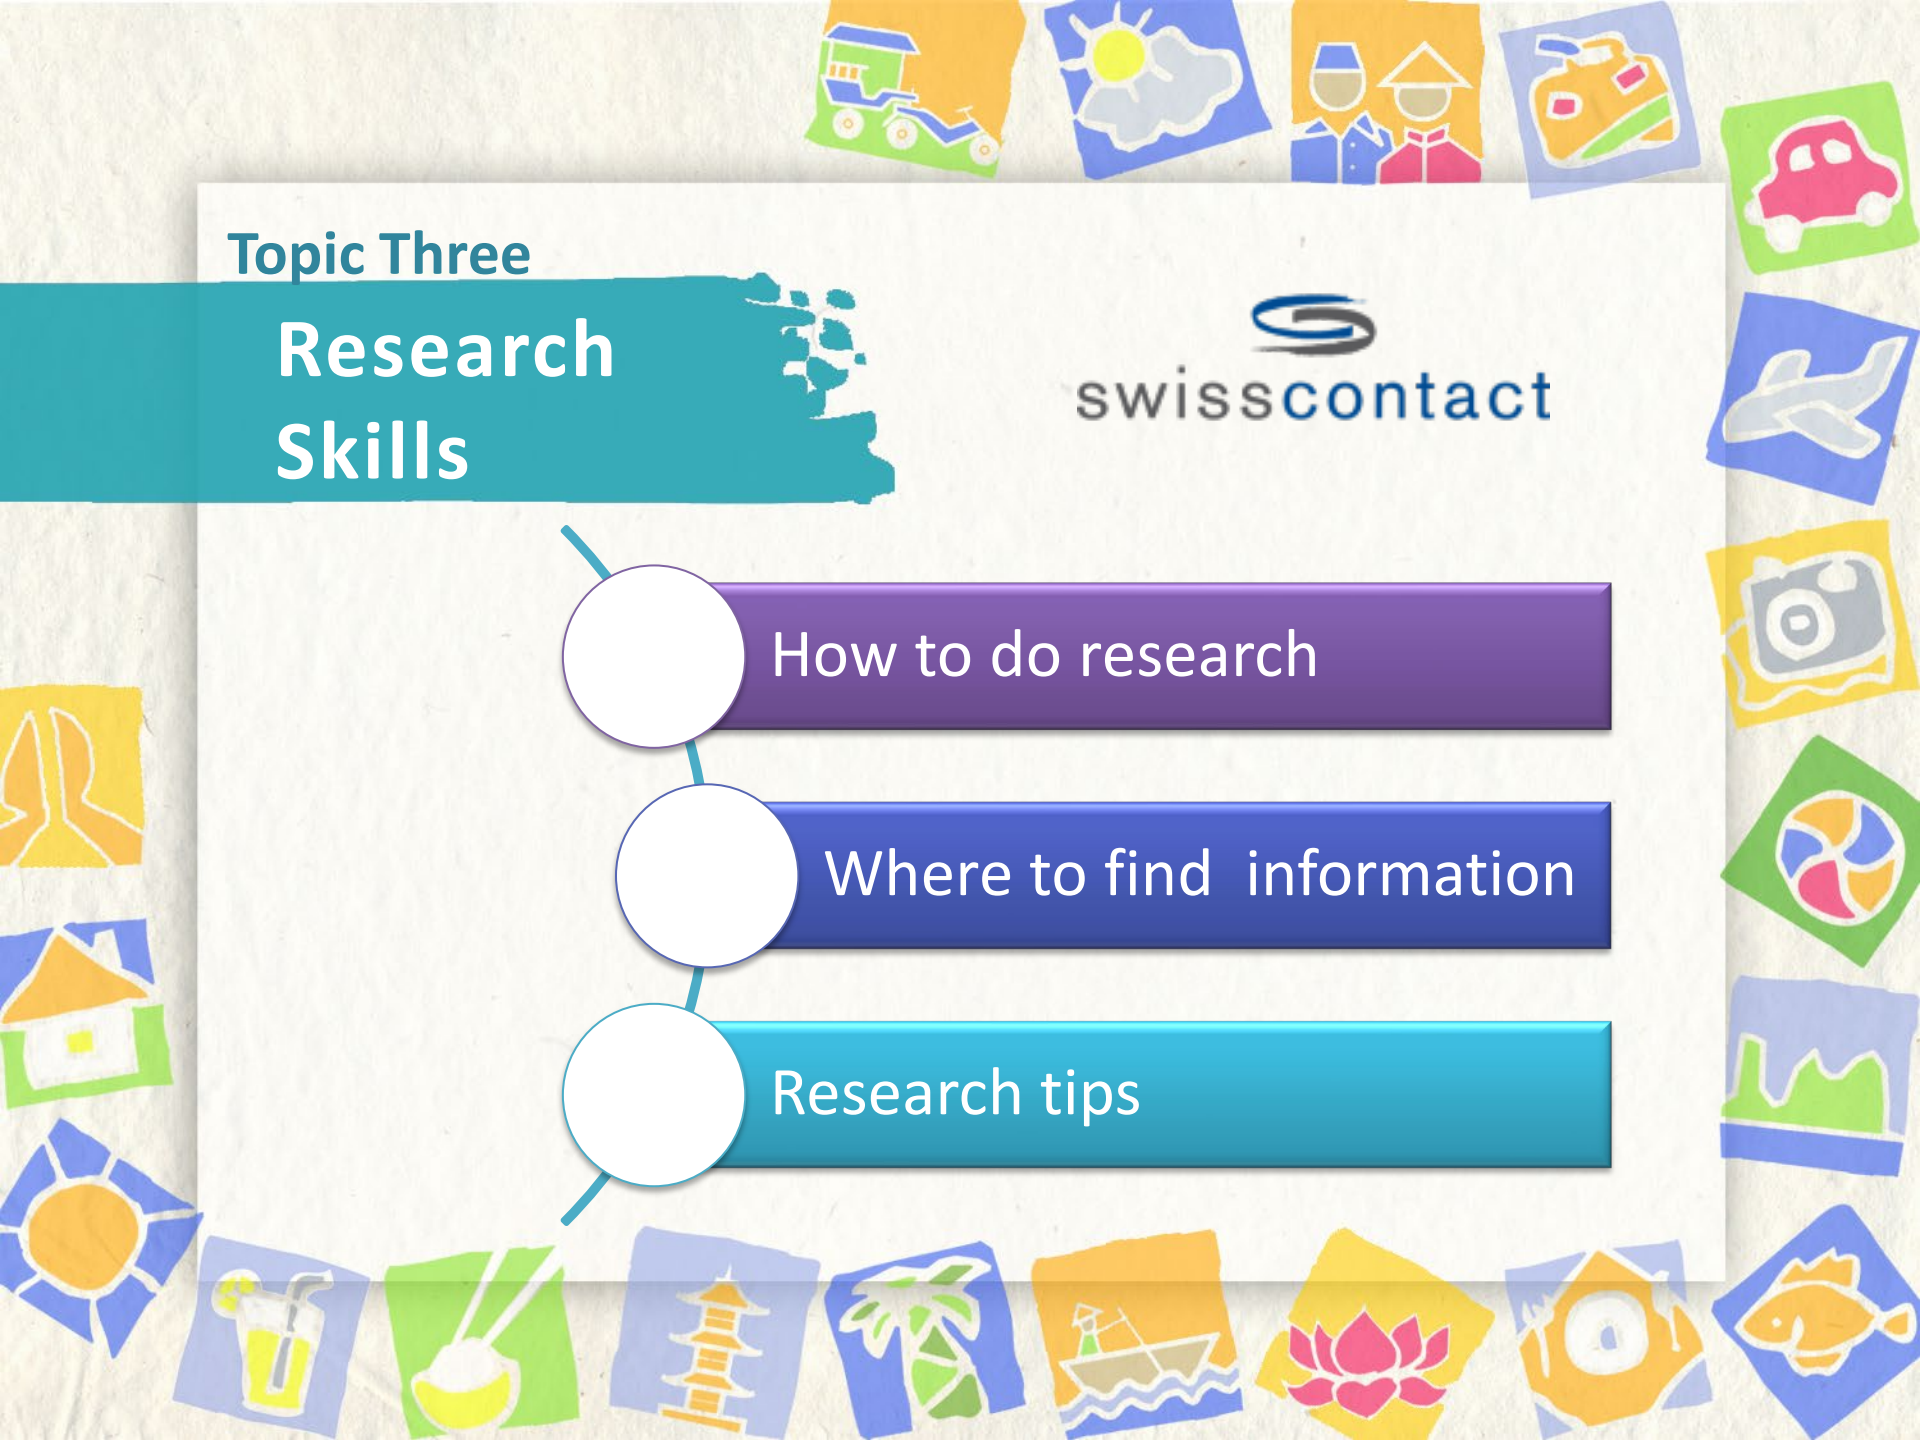 Topic Three
Research
Skills
swisscontact
How to do research
Where to find  information
Research tips